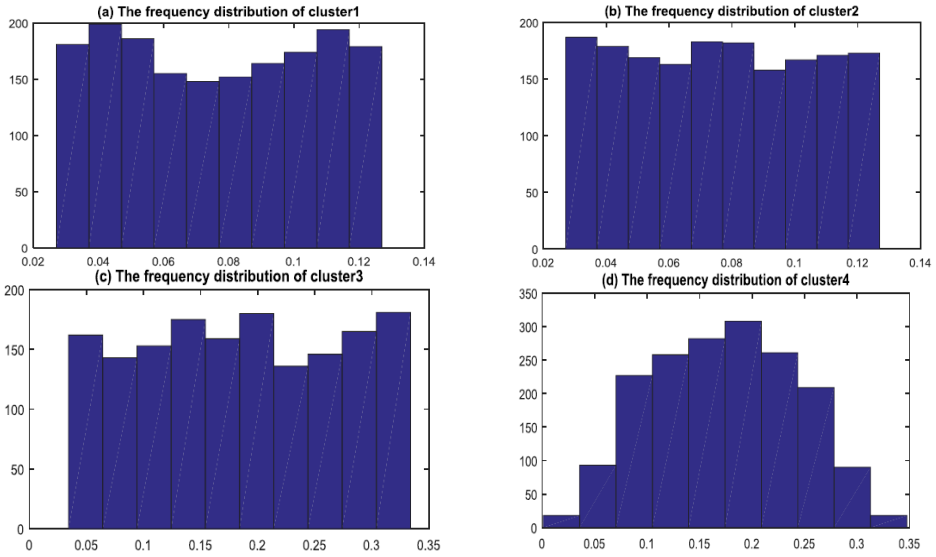 (a) The frequency distribution of cluster1
200
150
100
50
0
0.02 0.04 0.06 0.08 0.1 0.12 0.14
(b) The frequency distribution of cluster2
200
150
100
50
0
0.02 0.04 0.06 0.08 0.1 0.12 0.14
(c) The frequency distribution of cluster3
200
150
100
50
0
0 0.05 0.1 0.15 0.2 0.25 0.3 0.35
(d) The frequency distribution of cluster4
350
300
250
200
150
100
50
0
0 0.05 0.1 0.15 0.2 0.25 0.3 0.35